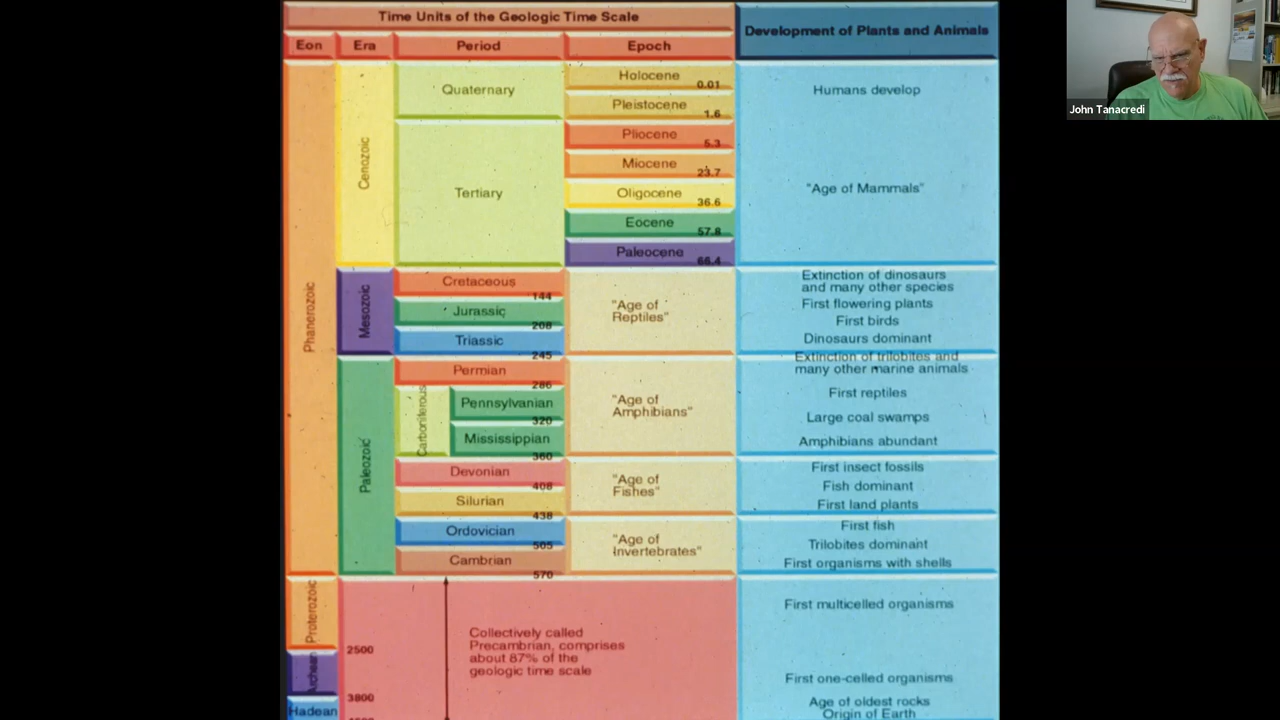 Time Units of the Geologic Time Scale
Development of Plants and Animals
Eon
Era
Period
Epoch
Phanerozoic
Cenozoic
Quaternary
Holocene
0.01
Pleistocene
1.6
Humans develop
Tertiary
Pliocene
5.3
Miocene
23.7
Oligocene
36.6
Eocene
57.8
Paleocene
66.4
"Age of Mammals"
Mesozoic
Cretaceous
144
Jurassic
208
Triassic
245
"Age of
Reptiles"
Extinction of dinosaurs
and many other species
First flowering plants
First birds
Dinosaurs dominant
Paleozoic
Permian
286
Carboniferous
Pennsylvanian
320
Mississippian
360
"Age of
Amphibians"
Extinction of trilobites and
many other marine animals
First reptiles
Large coal swamps
Amphibians abundant
Devonian
408
Silurian
438
"Age of
Fishes"
First insect fossils
Fish dominant
First land plants
Ordovician
505
Cambrian
570
"Age of
Invertebrates"
First fish
Trilobites dominant
First organisms with shells
Proterozoic
2500
Archean
3800
Hadean
Collectively called
Precambrian, comprises
about 87% of the
geologic time scale
First multicelled organisms
First one-celled organisms
Age of oldest rocks
Origin of Earth
John Tanacredi